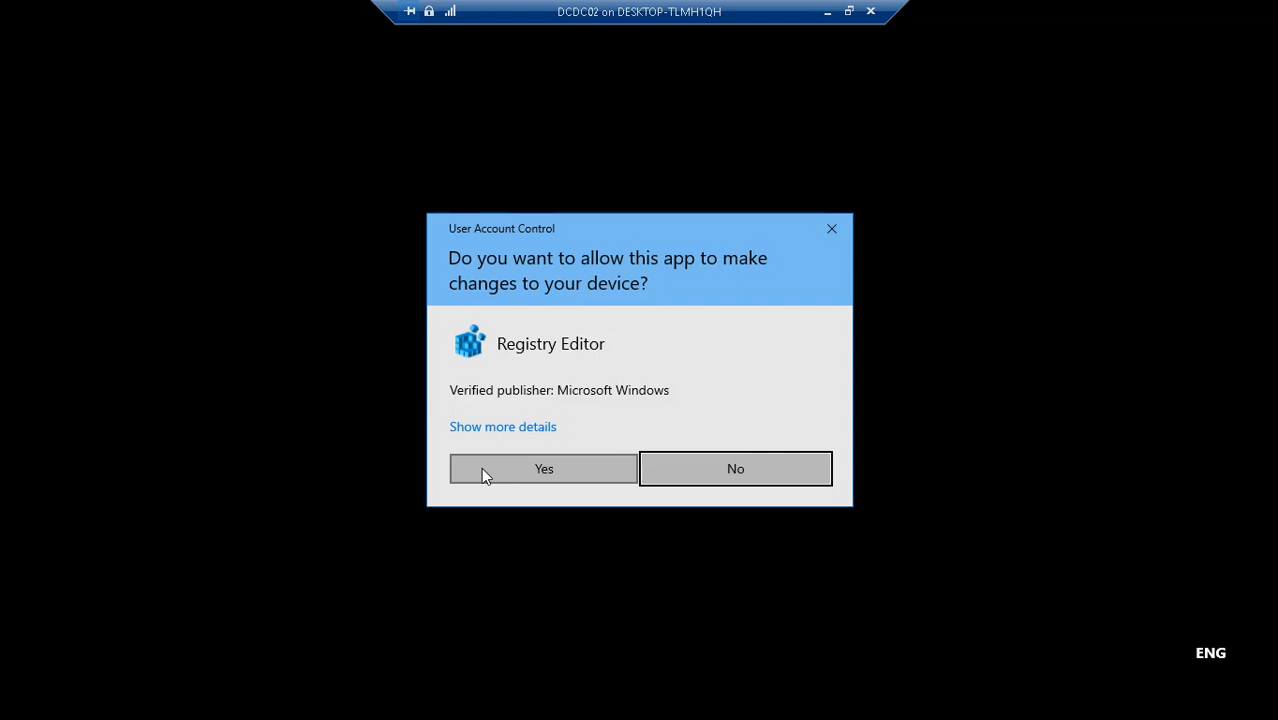 DCDC02 on DESKTOP-TLMH1QH
User Account Control
Do you want to allow this app to make
changes to your device?
Registry Editor
Verified publisher: Microsoft Windows
Show more details
Yes
No
ENG